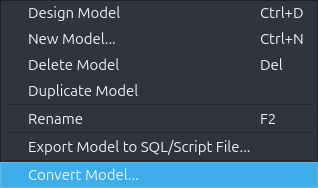 Design Model Ctrl+D
New Model... Ctrl+N
Delete Model Del
Duplicate Model
Rename F2
Export Model to SQL/Script File...
Convert Model...